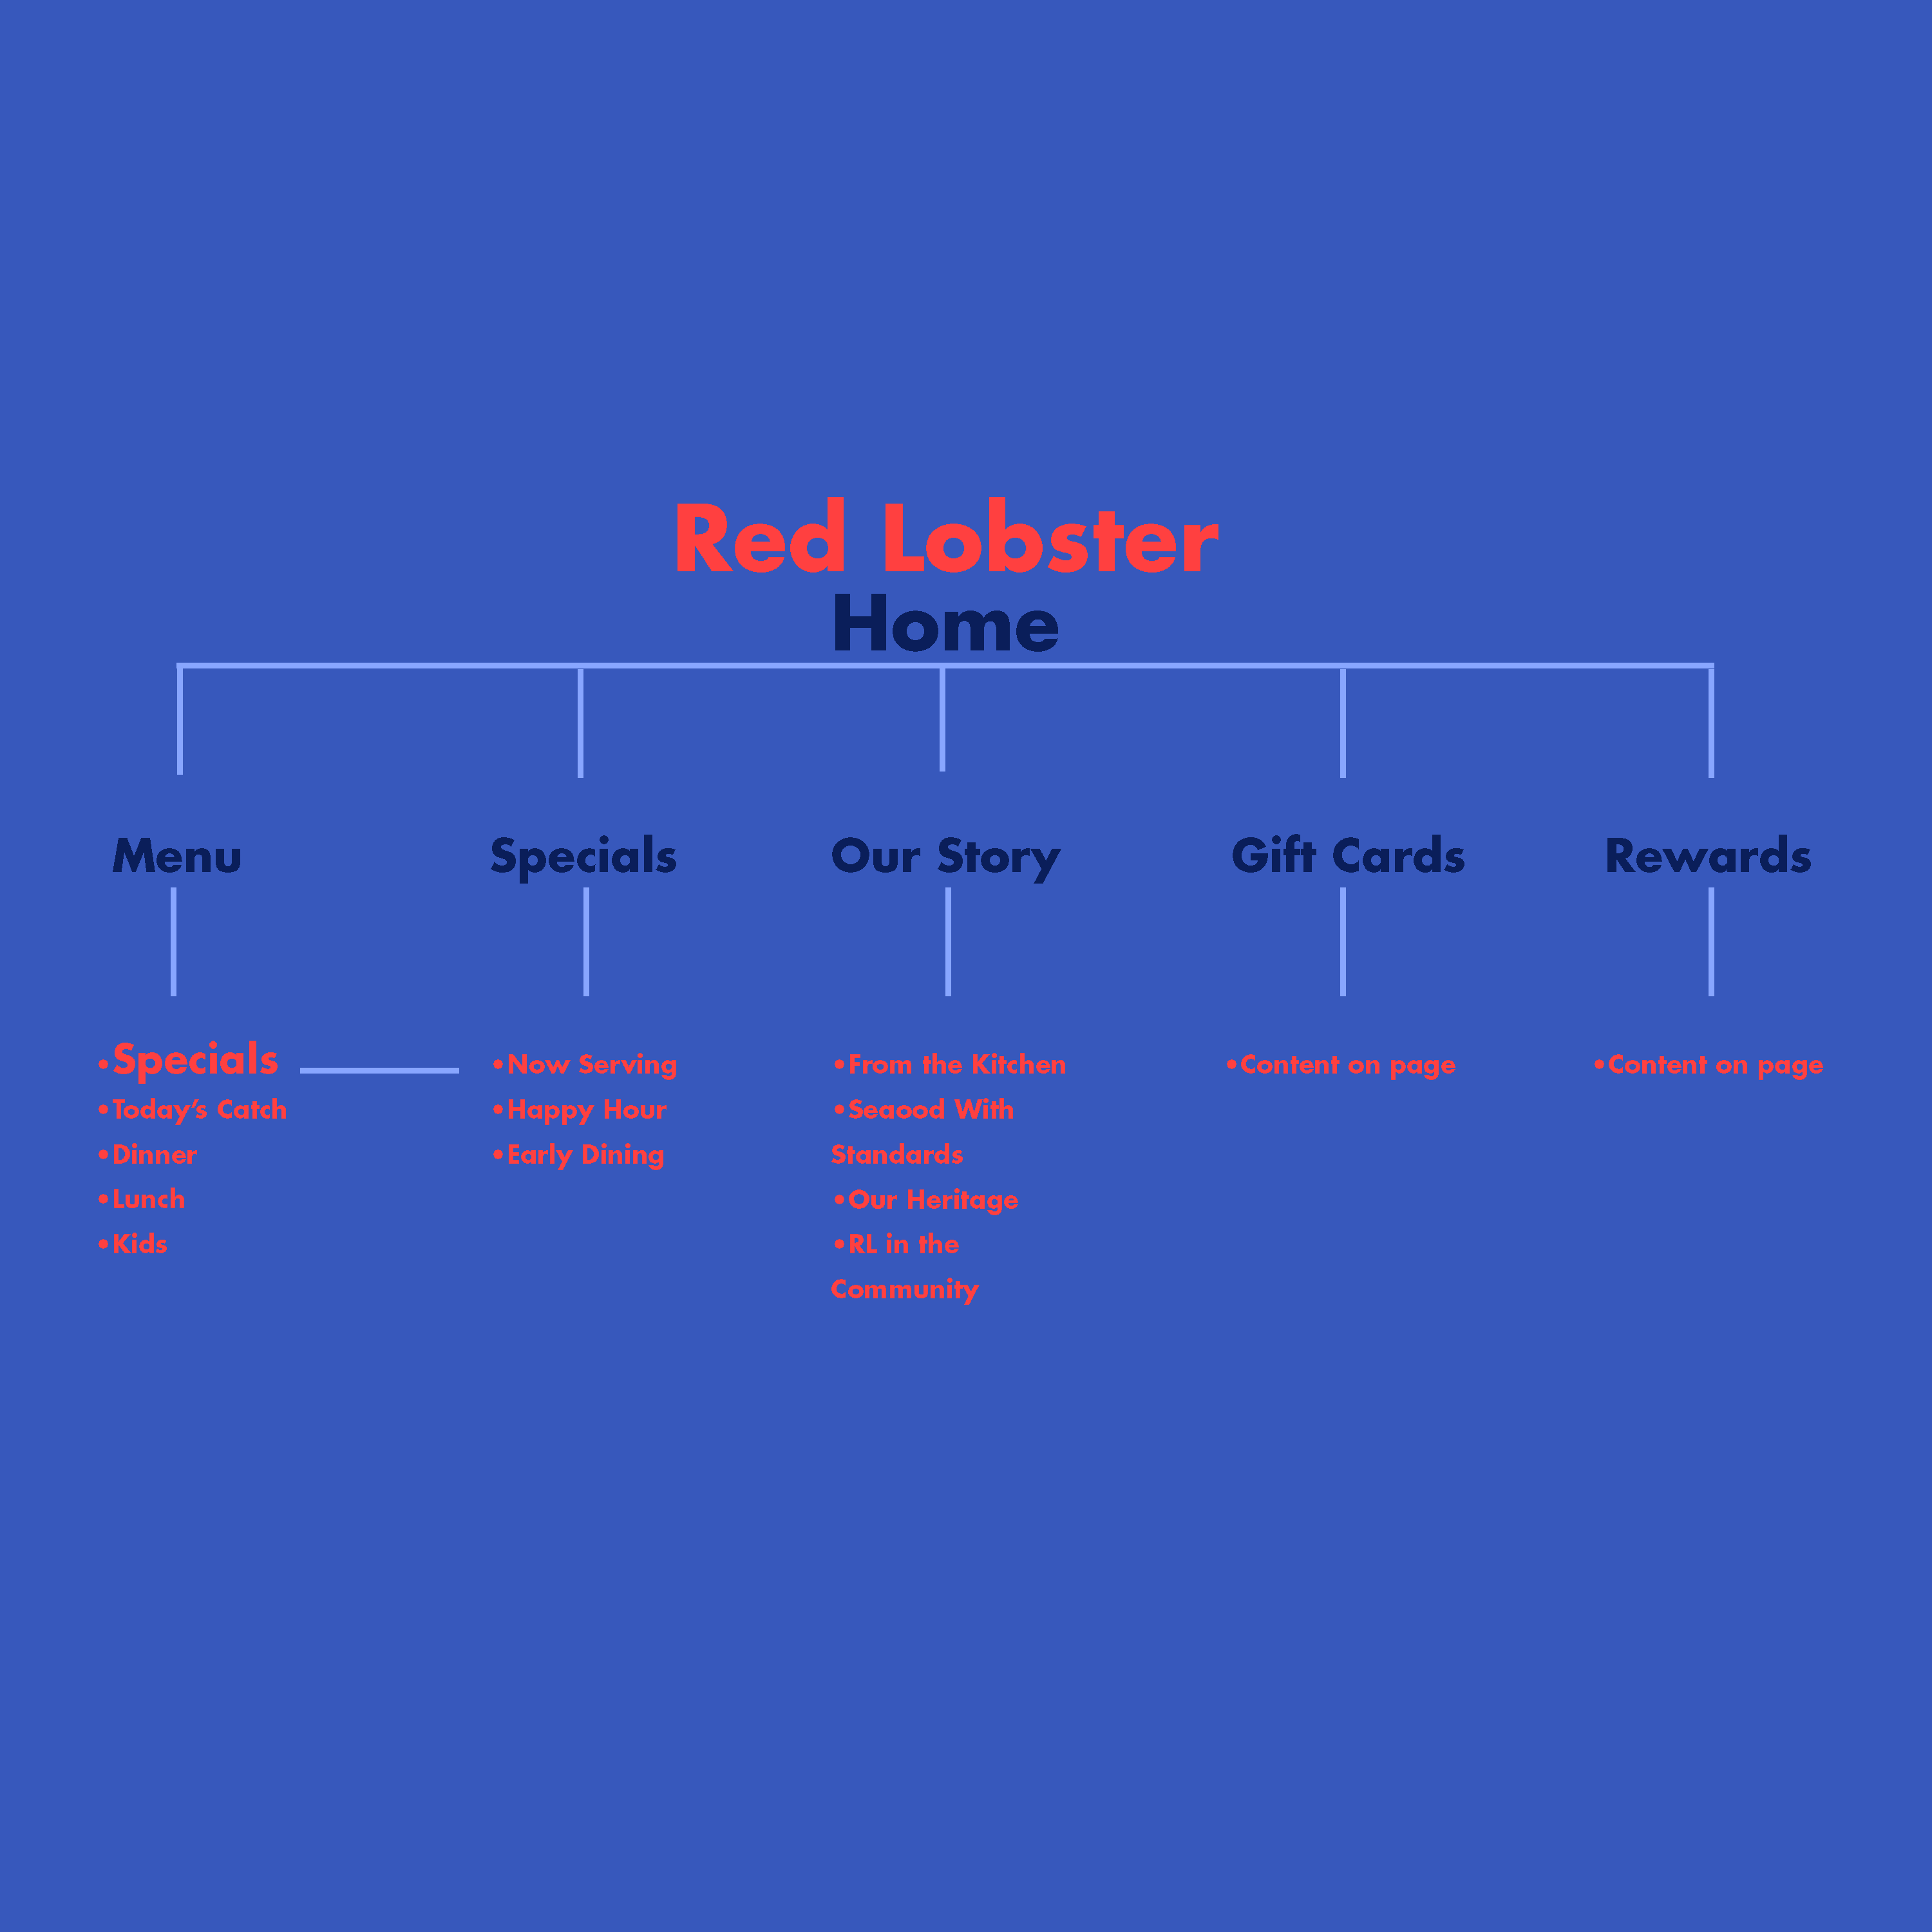 Red Lobster
Home
Menu
Specials
Our Story
Gift Cards
Rewards
•Specials
•Today’s Catch
•Dinner
•Lunch
•Kids
•Now Serving
•Happy Hour
•Early Dining
•From the Kitchen
•Seaood With
Standards
•Our Heritage
•RL in the
Community
•Content on page
•Content on page